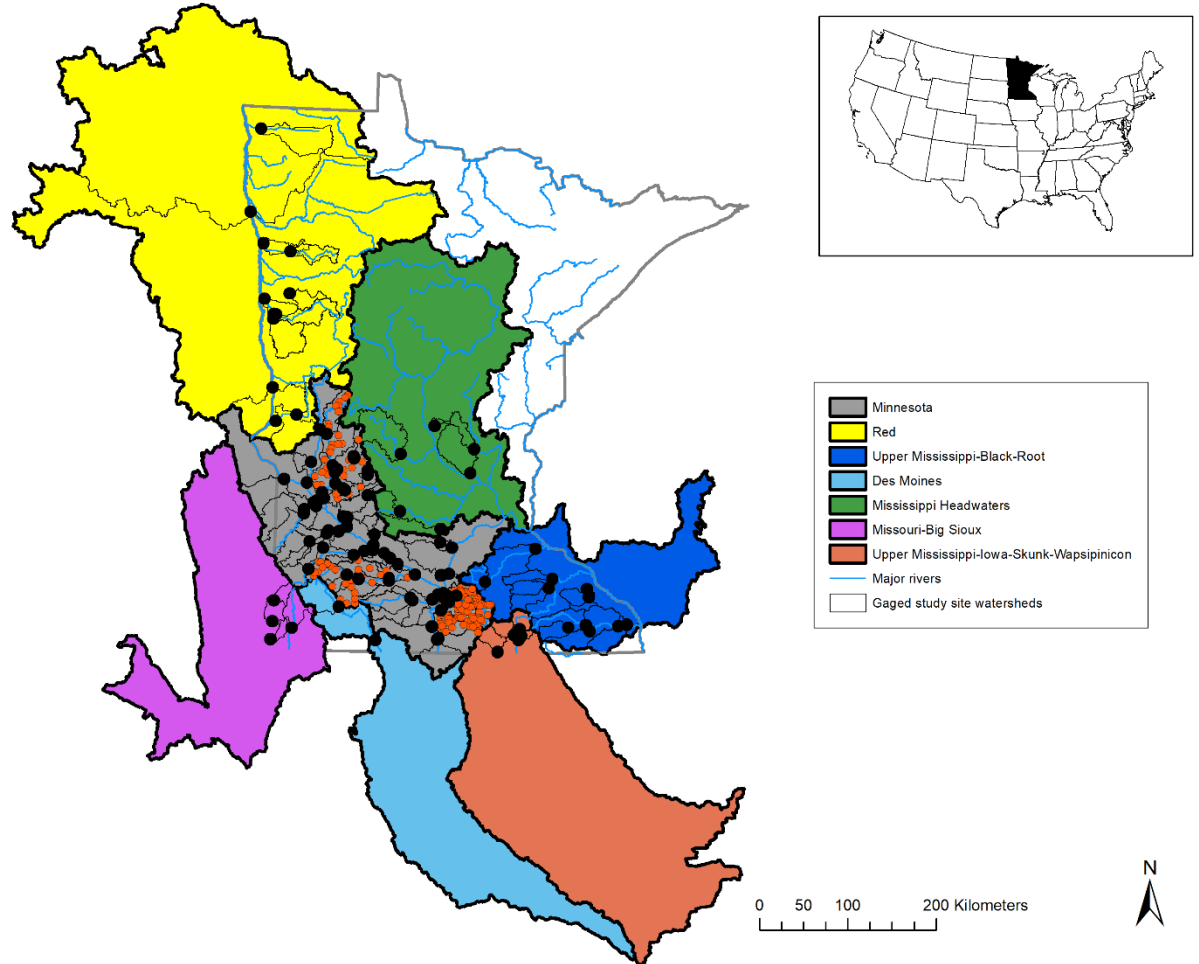 Minnesota
Red
Upper Mississippi-Black-Root
Des Moines
Mississippi Headwaters
Missouri-Big Sioux
Upper Mississippi-Iowa-Skunk-Wapsipinicon
Major rivers
Gaged study site watersheds
N
0 50 100 200 Kilometers